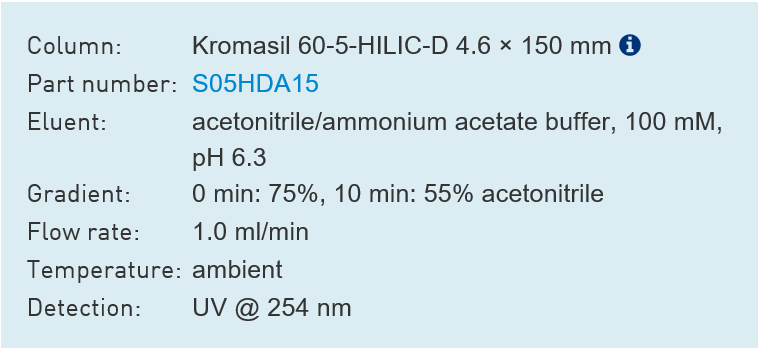 Column: Kromasil 60-5-HILIC-D 4.6 × 150 mm
Part number: S05HDA15
Eluent: acetonitrile/ammonium acetate buffer, 100 mM,
pH 6.3
Gradient: 0 min: 75%, 10 min: 55% acetonitrile
Flow rate: 1.0 ml/min
Temperature: ambient
Detection: UV @ 254 nm